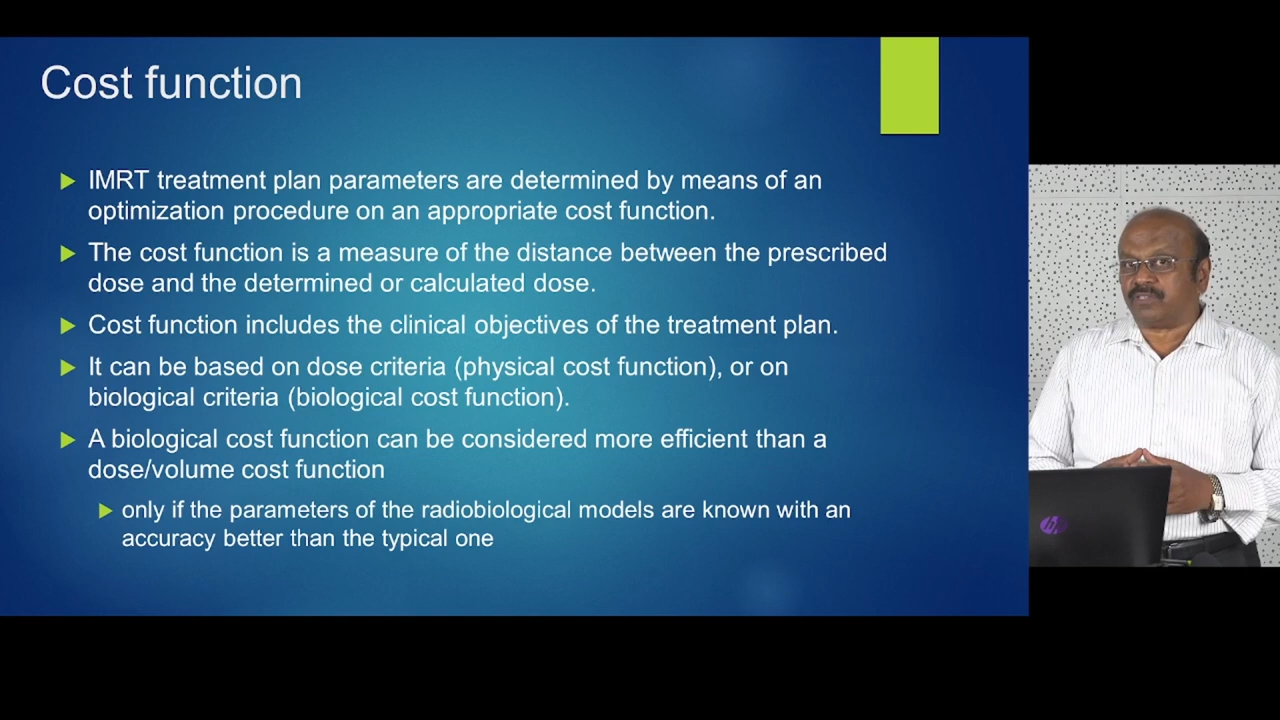 Cost function
IMRT treatment plan parameters are determined by means of an
optimization procedure on an appropriate cost function.
The cost function is a measure of the distance between the prescribed
dose and the determined or calculated dose.
Cost function includes the clinical objectives of the treatment plan.
It can be based on dose criteria (physical cost function), or on
biological criteria (biological cost function).
A biological cost function can be considered more efficient than a
dose/volume cost function
only if the parameters of the radiobiological models are known with an
accuracy better than the typical one
hp